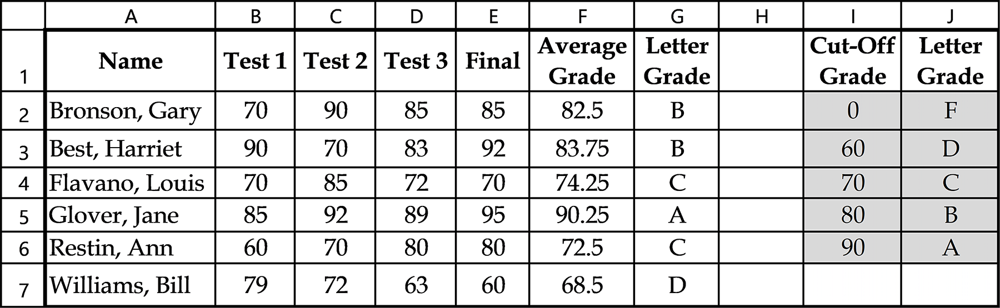 A B C D E F G H I J
1 Name Test 1 Test 2 Test 3 Final Average Grade Letter Grade Cut-Off Grade Letter Grade
2 Bronson, Gary 70 90 85 85 82.5 B 0 F
3 Best, Harriet 90 70 83 92 83.75 B 60 D
4 Flavano, Louis 70 85 72 70 74.25 C 70 C
5 Glover, Jane 85 92 89 95 90.25 A 80 B
6 Restin, Ann 60 70 80 80 72.5 C 90 A
7 Williams, Bill 79 72 63 60 68.5 D